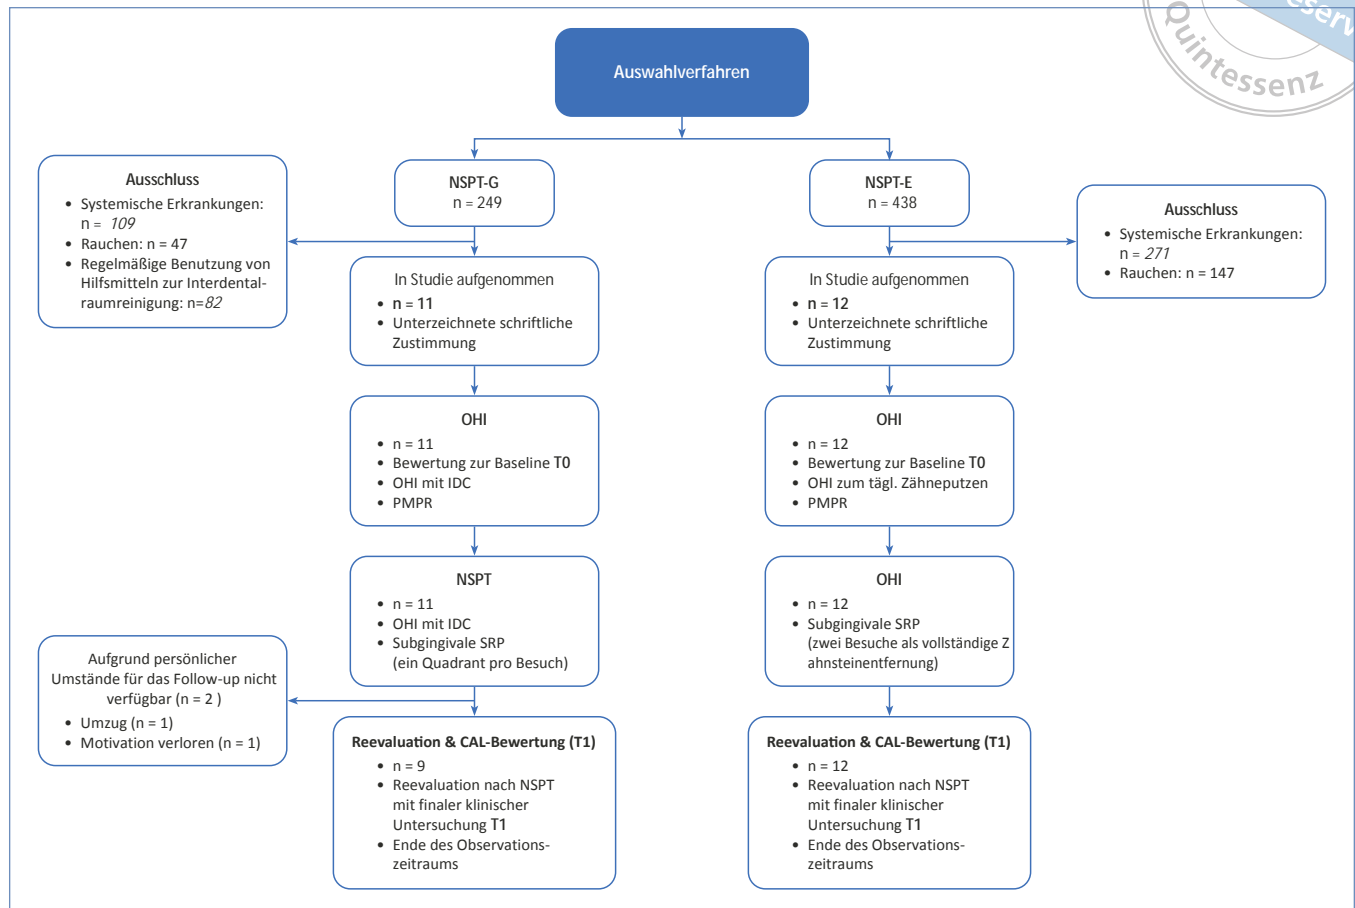 eserv
Quintessenz
Auswahlverfahren
NSPT-G
n = 249
NSPT-E
n = 438
Ausschluss
• Systemische Erkrankungen:
n = 109
• Rauchen: n = 47
• Regelmäßige Benutzung von
Hilfsmitteln zur Interdental-
raumreinigung: n=82
Ausschluss
• Systemische Erkrankungen:
n = 271
• Rauchen: n = 147
In Studie aufgenommen
• n = 11
• Unterzeichnete schriftliche
Zustimmung
In Studie aufgenommen
• n = 12
• Unterzeichnete schriftliche
Zustimmung
OHI
• n = 11
• Bewertung zur Baseline T0
• OHI mit IDC
• PMPR
OHI
• n = 12
• Bewertung zur Baseline T0
• OHI zum tägl. Zähneputzen
• PMPR
NSPT
• n = 11
• OHI mit IDC
• Subgingivale SRP
(ein Quadrant pro Besuch)
OHI
• n = 12
• Subgingivale SRP
(zwei Besuche als vollständige Z
ahnsteinentfernung)
Aufgrund persönlicher
Umstände für das Follow-up nicht
verfügbar (n = 2 )
• Umzug (n = 1)
• Motivation verloren (n = 1)
Reevaluation & CAL-Bewertung (T1)
• n = 9
• Reevaluation nach NSPT
mit finaler klinischer
Untersuchung T1
• Ende des Observations-
zeitraums
Reevaluation & CAL-Bewertung (T1)
• n = 12
• Reevaluation nach NSPT
mit finaler klinischer
Untersuchung T1
• Ende des Observations-
zeitraums